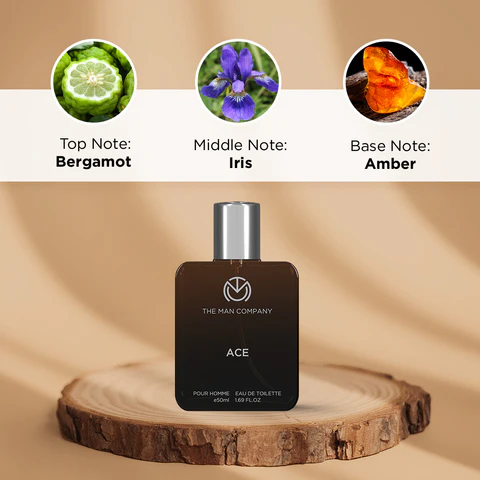 Top Note:
Bergamot
Middle Note:
Iris
Base Note:
Amber
THE MAN COMPANY
ACE
POUR HOMME EAU DE TOILETTE
e50ml 1.69 FL.OZ